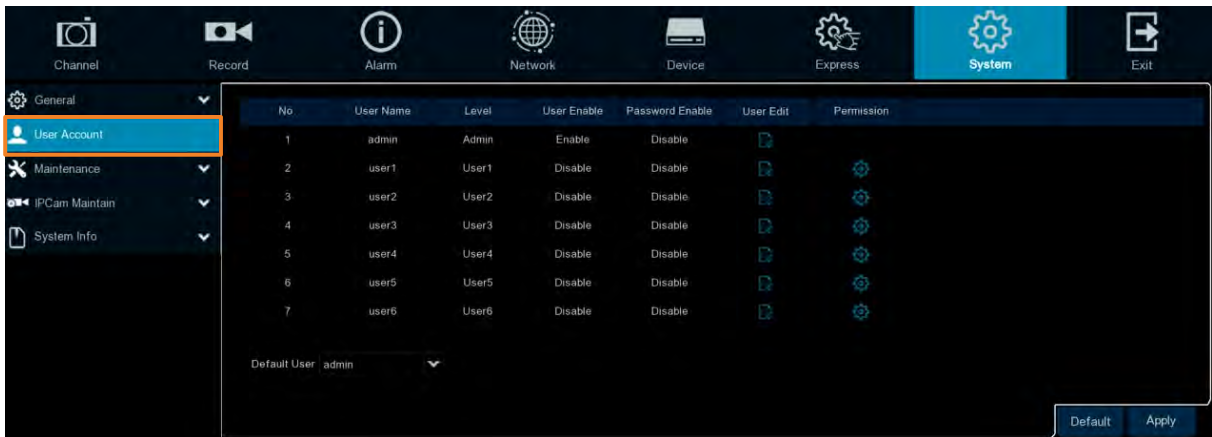 Channel Record Alarm Network Device Express System Exit
General
User Account
Maintenance
IPCam Maintain
System Info
No User Name Level User Enable Password Enable User Edit Permission
1 admin Admin Enable Disable
2 user1 User1 Disable Disable
3 user2 User2 Disable Disable
4 user3 User3 Disable Disable
5 user4 User4 Disable Disable
6 user5 User5 Disable Disable
7 user6 User6 Disable Disable
Default User admin
Default Apply